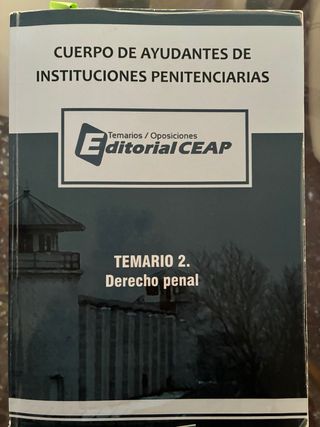 CUERPO DE AYUDANTES DE
INSTITUCIONES PENITENCIARIAS
Temarios / Oposiciones
Editorial CEAP
TEMARIO 2.
Derecho penal